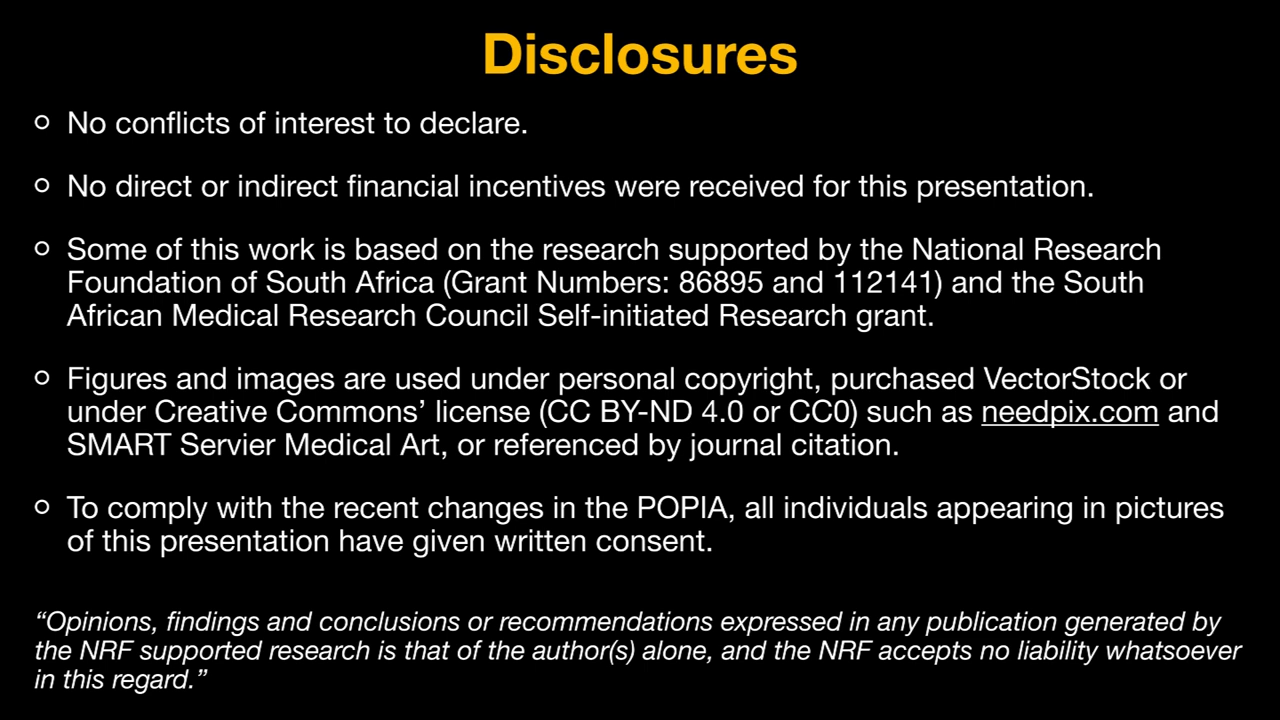 Disclosures
No conflicts of interest to declare.
No direct or indirect financial incentives were received for this presentation.
Some of this work is based on the research supported by the National Research
Foundation of South Africa (Grant Numbers: 86895 and 112141) and the South
African Medical Research Council Self-initiated Research grant.
Figures and images are used under personal copyright, purchased VectorStock or
under Creative Commons’ license (CC BY-ND 4.0 or CC0) such as needpix.com and
SMART Servier Medical Art, or referenced by journal citation.
To comply with the recent changes in the POPIA, all individuals appearing in pictures
of this presentation have given written consent.
“Opinions, findings and conclusions or recommendations expressed in any publication generated by
the NRF supported research is that of the author(s) alone, and the NRF accepts no liability whatsoever
in this regard.”